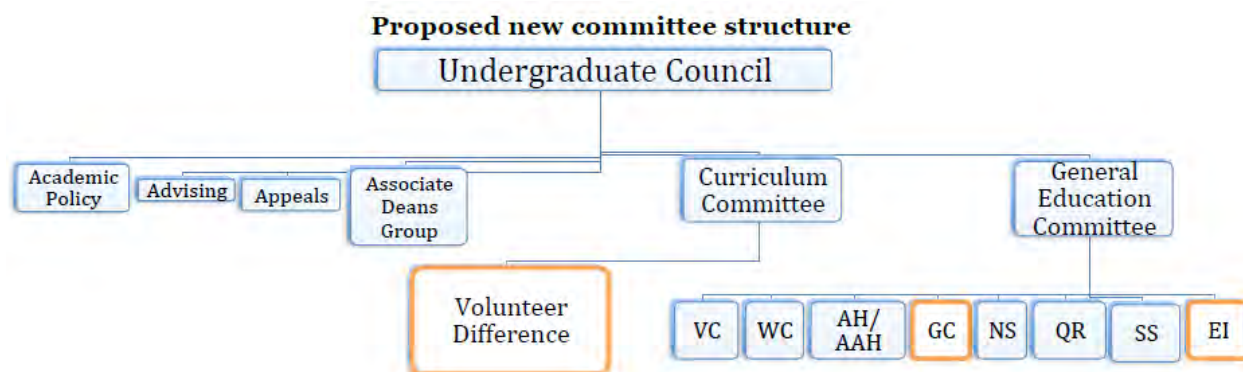 Proposed new committee structure
Undergraduate Council
Academic
Policy
Advising
Appeals
Associate
Deans
Group
Curriculum
Committee
General
Education
Committee
Volunteer
Difference
VC
WC
AH/
AAH
GC
NS
QR
SS
EI